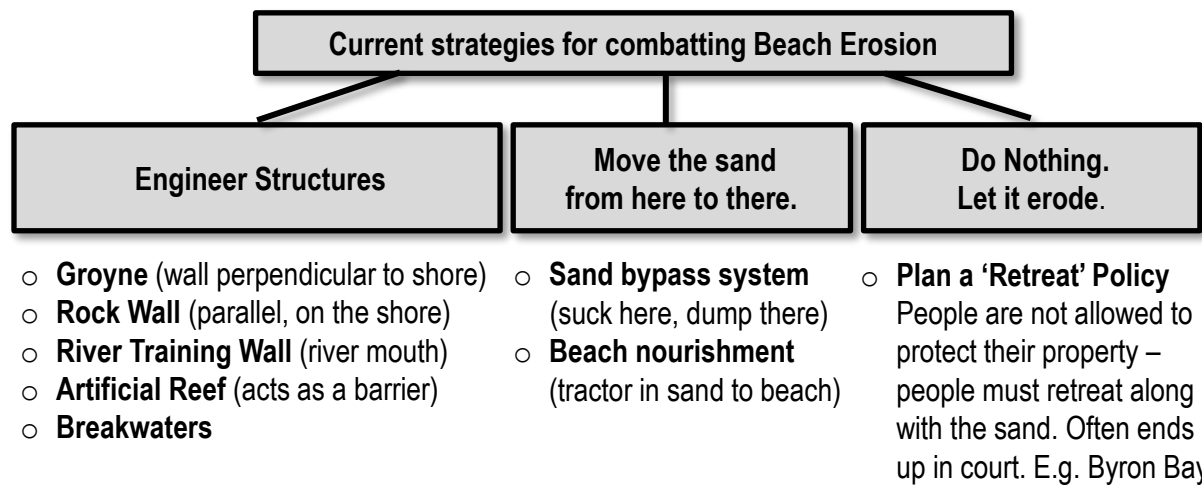 Current strategies for combatting Beach Erosion
Engineer Structures
Move the sand
from here to there.
Do Nothing.
Let it erode.
o Groyne (wall perpendicular to shore)
o Rock Wall (parallel, on the shore)
o River Training Wall (river mouth)
o Artificial Reef (acts as a barrier)
o Breakwaters
o Sand bypass system
(suck here, dump there)
o Beach nourishment
(tractor in sand to beach)
o Plan a ‘Retreat’ Policy
People are not allowed to
protect their property –
people must retreat along
with the sand. Often ends
up in court. E.g. Byron Bay